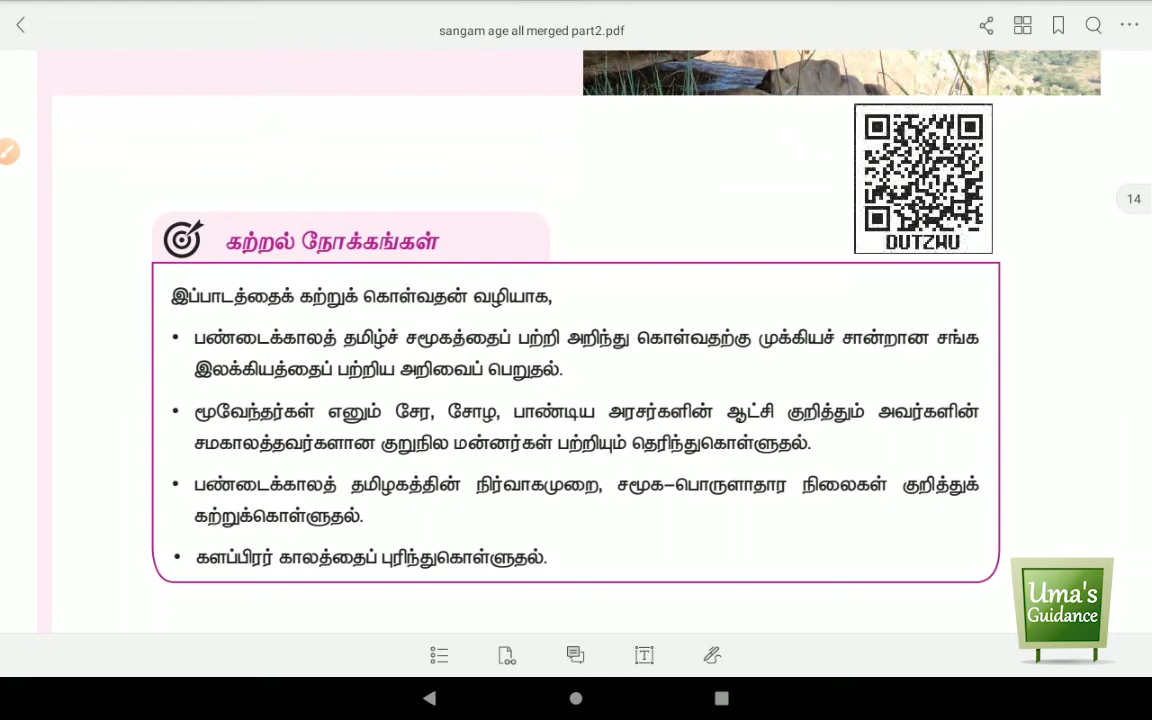 sangam age all merged part2.pdf
14
DUTZWU
கற்றல் நோக்கங்கள்
இப்பாடத்தைக் கற்றுக் கொள்வதன் வழியாக,
• பண்டைக்காலத் தமிழ்ச் சமூகத்தைப் பற்றி அறிந்து கொள்வதற்கு முக்கியச் சான்றான சங்க
இலக்கியத்தைப் பற்றிய அறிவைப் பெறுதல்.
• மூவேந்தர்கள் எனும் சேர, சோழ, பாண்டிய அரசர்களின் ஆட்சி குறித்தும் அவர்களின்
சமகாலத்தவர்களான குறுநில மன்னர்கள் பற்றியும் தெரிந்துகொள்ளுதல்.
• பண்டைக்காலத் தமிழகத்தின் நிர்வாகமுறை, சமூக–பொருளாதார நிலைகள் குறித்துக்
கற்றுக்கொள்ளுதல்.
• களப்பிரர் காலத்தைப் புரிந்துகொள்ளுதல்.
Uma's
Guidance